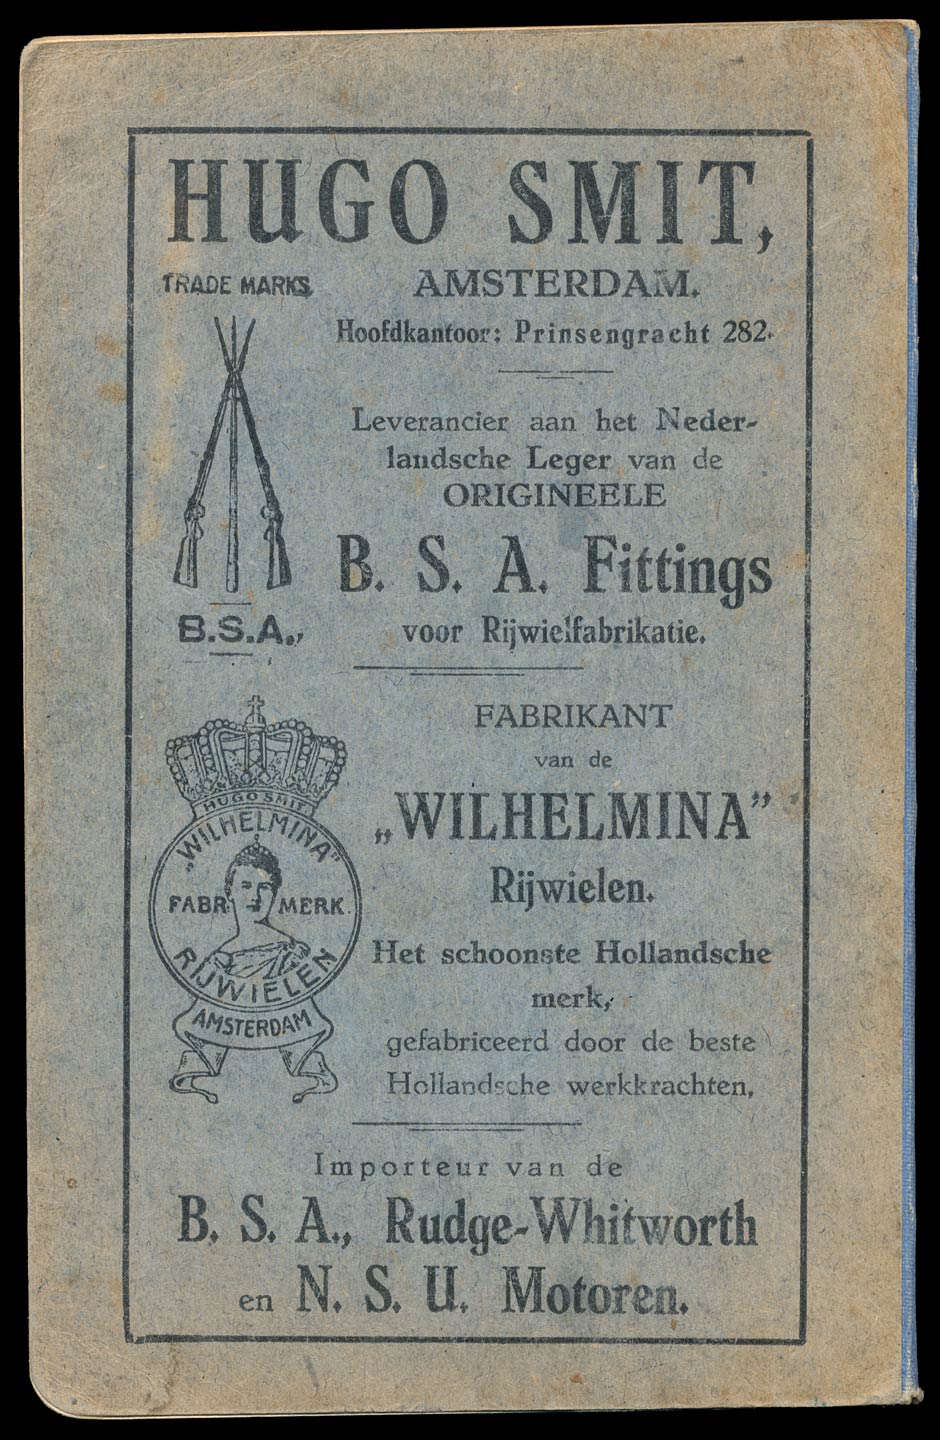 HUGO SMIT,
TRADE MARKS
AMSTERDAM.
Hoofdkantoor: Prinsengracht 282.
Leverancier aan het Neder-
landsche Leger van de
ORIGINEELE
B. S. A. Fittings
voor Rijwielfabrikatie.
B.S.A.,
FABRIKANT
van de
„WILHELMINA”
Rijwielen.
Het schoonste Hollandsche
merk,
gefabriceerd door de beste
Hollandsche werkkrachten.
HUGO SMIT
„WILHELMINA”
FABR. MERK.
RIJWIELEN
AMSTERDAM
Importeur van de
B. S. A., Rudge-Whitworth
en N. S. U. Motoren.